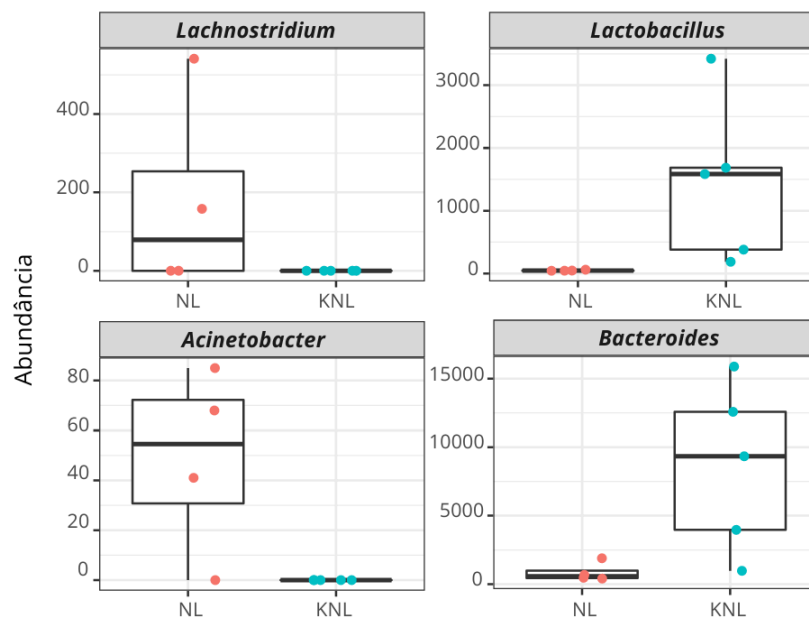 Lachnostridium
Lactobacillus
400
200
0
NL
KNL
3000
2000
1000
0
NL
KNL
Abundância
Acinetobacter
Bacteroides
80
60
40
20
0
NL
KNL
15000
10000
5000
0
NL
KNL